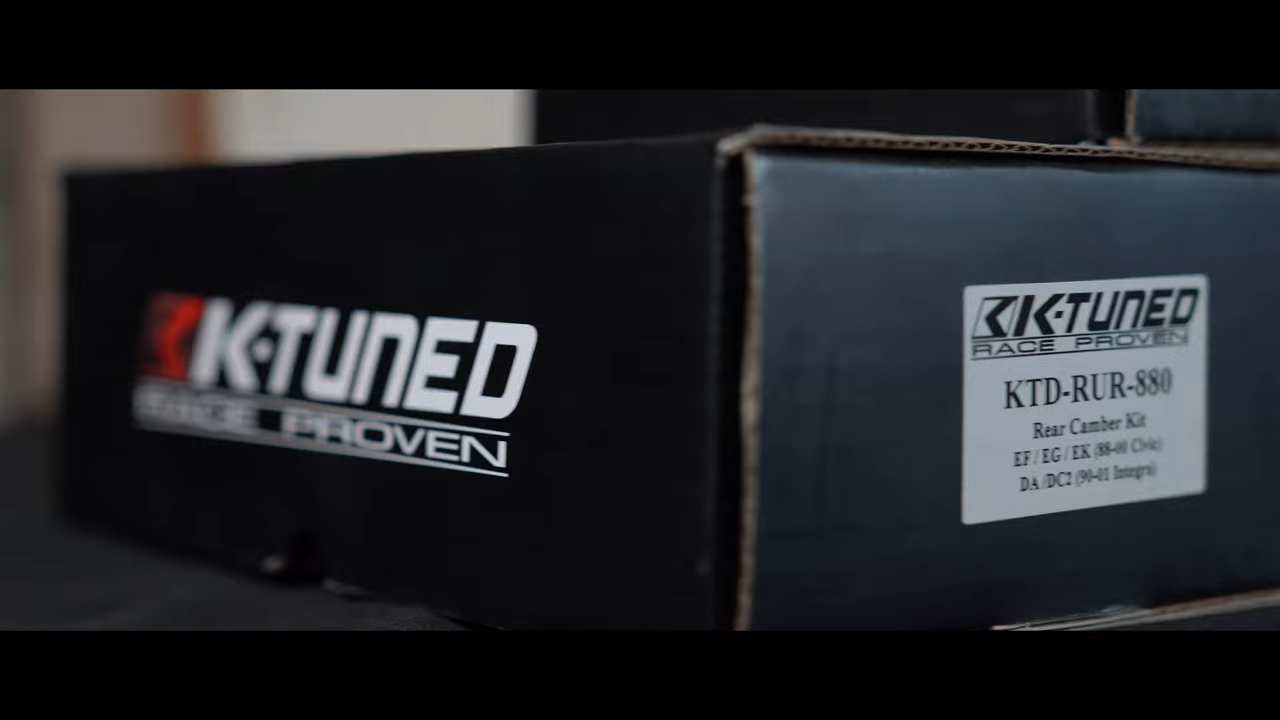 K-TUNED
RACE PROVEN
K-TUNED
RACE PROVEN
KTD-RUR-880
Rear Camber Kit
EF / EG / EK (88-00 Civic)
DA /DC2 (90-01 Integra)